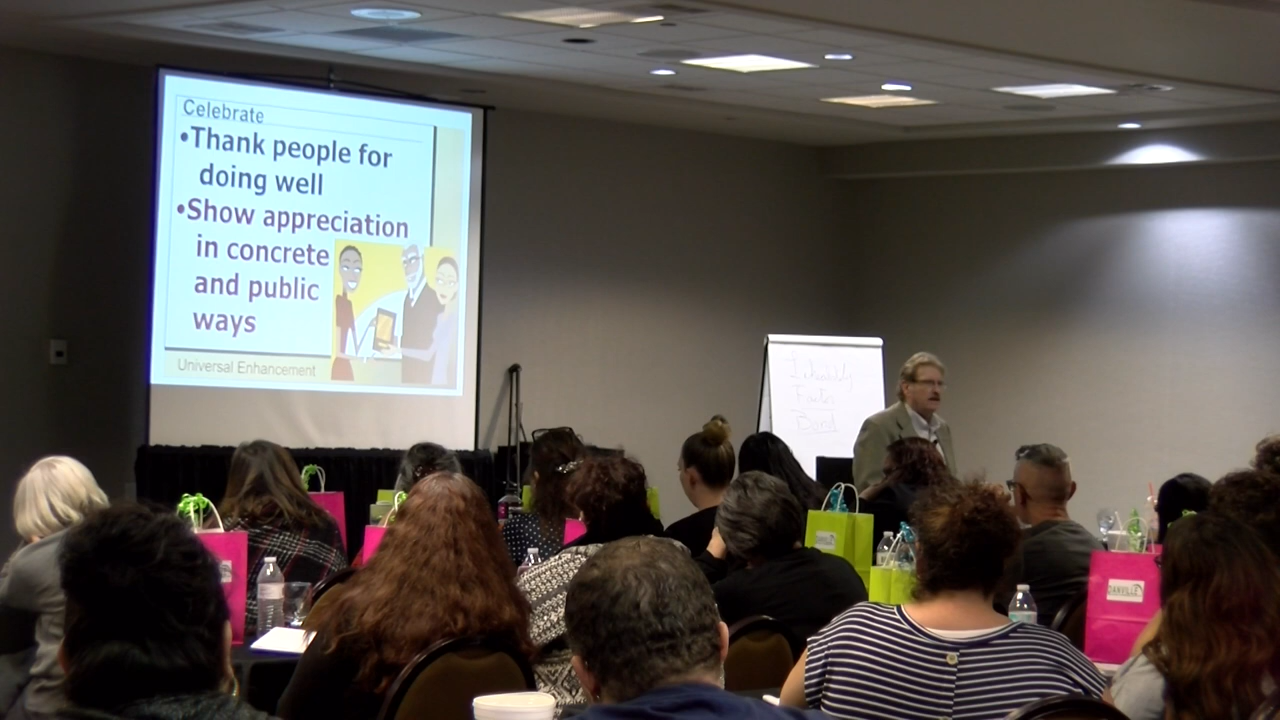 Celebrate
•Thank people for
doing well
•Show appreciation
in concrete
and public
ways
Universal Enhancement
DANVILLE